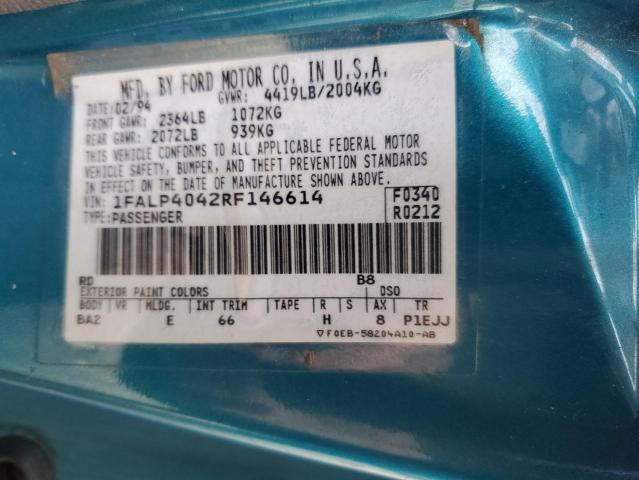 MFD. BY FORD MOTOR CO. IN U.S.A.
DATE: 02/94 GVWR: 4419LB/2004KG
FRONT GAWR: 2364LB 1072KG
REAR GAWR: 2072LB 939KG
THIS VEHICLE CONFORMS TO ALL APPLICABLE FEDERAL MOTOR
VEHICLE SAFETY, BUMPER, AND THEFT PREVENTION STANDARDS
IN EFFECT ON THE DATE OF MANUFACTURE SHOWN ABOVE.
VIN: 1FALP4042RF146614 F0340
TYPE: PASSENGER R0212
RD B8
EXTERIOR PAINT COLORS DSO
BODY VR MLDG. INT TRIM TAPE R S AX TR
BA2 E 66 H 8 P1EJJ
▽F0EB-58204A10-AB